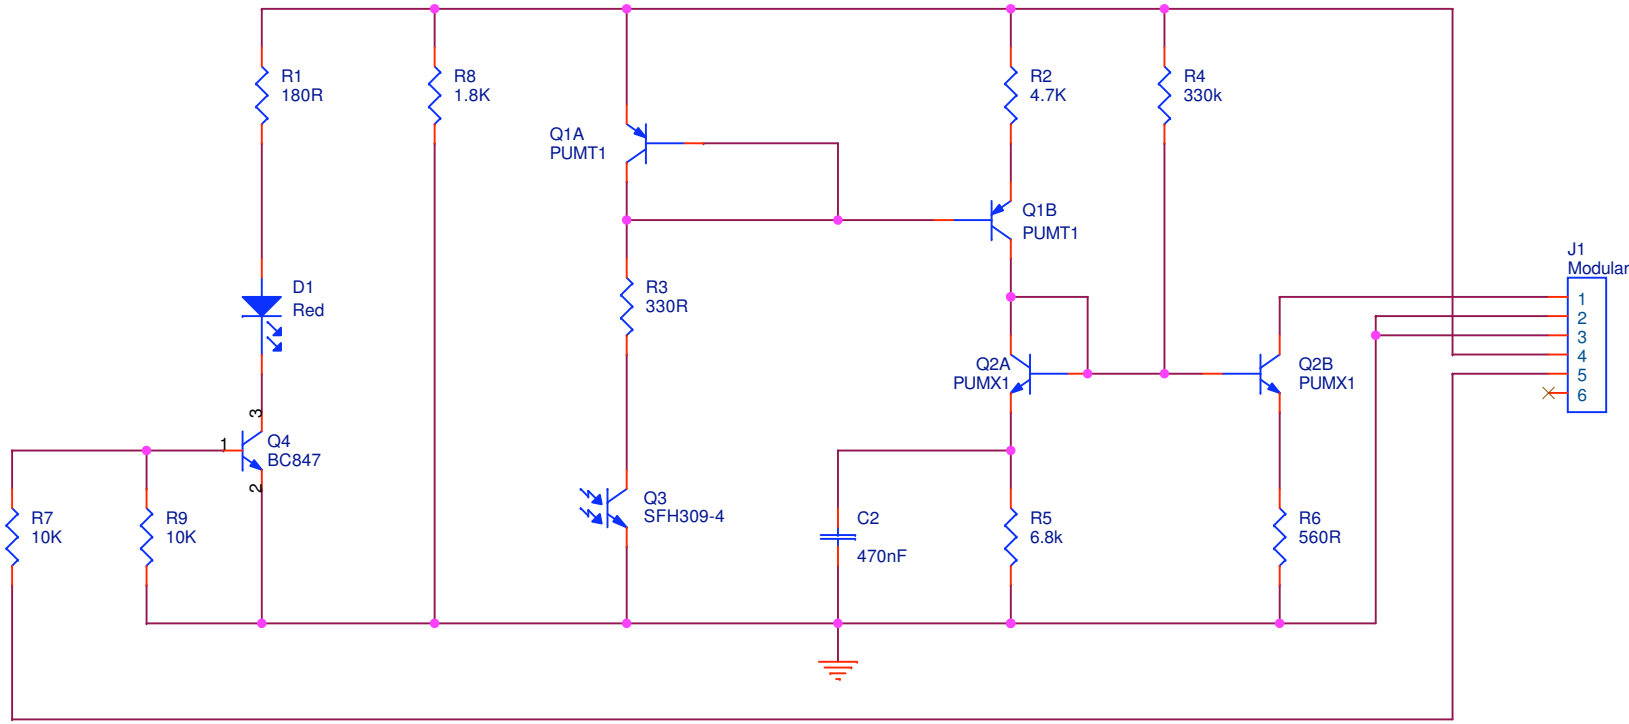 R1
180R
R8
1.8K
Q1A
PUMT1
R2
4.7K
R4
330k
Q1B
PUMT1
J1
Modular
1
2
3
4
5
6
D1
Red
R3
330R
Q2A
PUMX1
Q2B
PUMX1
3
1
2
Q4
BC847
Q3
SFH309-4
R7
10K
R9
10K
C2
470nF
R5
6.8k
R6
560R